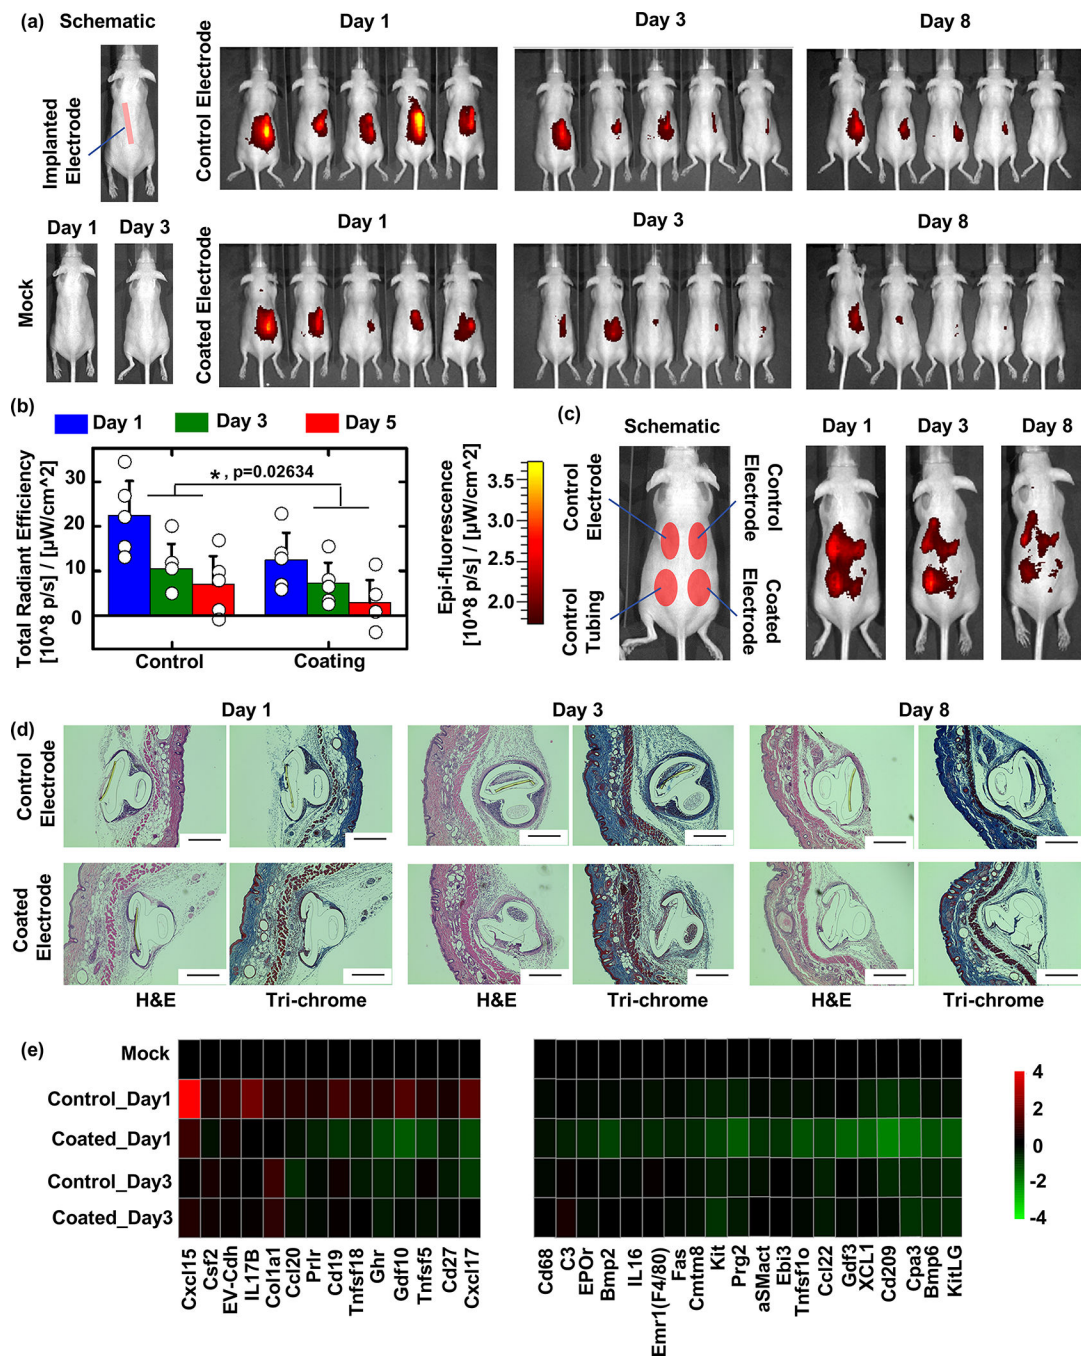 (a)
Schematic
Day 1
Day 3
Day 8
Implanted
Electrode
Control Electrode
Day 1
Day 3
Day 1
Day 3
Day 8
Mock
Coated Electrode
(b)
Day 1
Day 3
Day 5
Total Radiant Efficiency
[10^8 p/s] / [µW/cm^2]
30
20
10
0
*, p=0.02634
Control
Coating
Epi-fluorescence
[10^8 p/s] / [µW/cm^2]
3.5
3.0
2.5
2.0
(c)
Schematic
Day 1
Day 3
Day 8
Control
Electrode
Control
Electrode
Control
Tubing
Coated
Electrode
(d)
Day 1
Day 3
Day 8
Control
Electrode
Coated
Electrode
H&E
Tri-chrome
H&E
Tri-chrome
H&E
Tri-chrome
(e)
Mock
Control_Day1
Coated_Day1
Control_Day3
Coated_Day3
Cxcl15
Csf2
EV-Cdh
IL17B
Col1a1
Ccl20
Prlr
Cd19
Tnfsf18
Ghr
Gdf10
Tnfsf5
Cd27
Cxcl17
Cd68
C3
EPOr
Bmp2
IL16
Emr1(F4/80)
Fas
Cmtm8
Kit
Prg2
aSMact
Ebi3
Tnfsf1o
Ccl22
Gdf3
XCL1
Cd209
Cpa3
Bmp6
KitLG
4
2
0
-2
-4